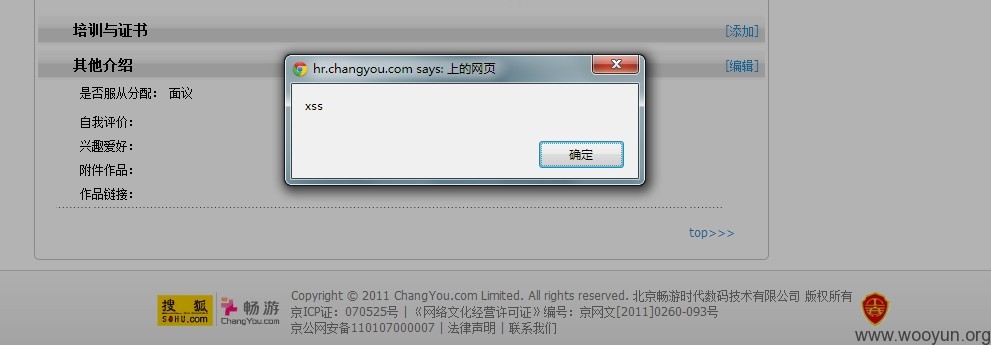 培训与证书 [添加]
其他介绍 [编辑]
hr.changyou.com says: 上的网页
xss
确定
是否服从分配： 面议
自我评价：
兴趣爱好：
附件作品：
作品链接：
top>>>
搜狐 SOHU.com 畅游 ChangYou.com
Copyright © 2011 ChangYou.com Limited. All rights reserved. 北京畅游时代数码技术有限公司 版权所有
京ICP证：070525号 | 《网络文化经营许可证》编号：京网文[2011]0260-093号
京公网安备110107000007 | 法律声明 | 联系我们
www.wooyun.org